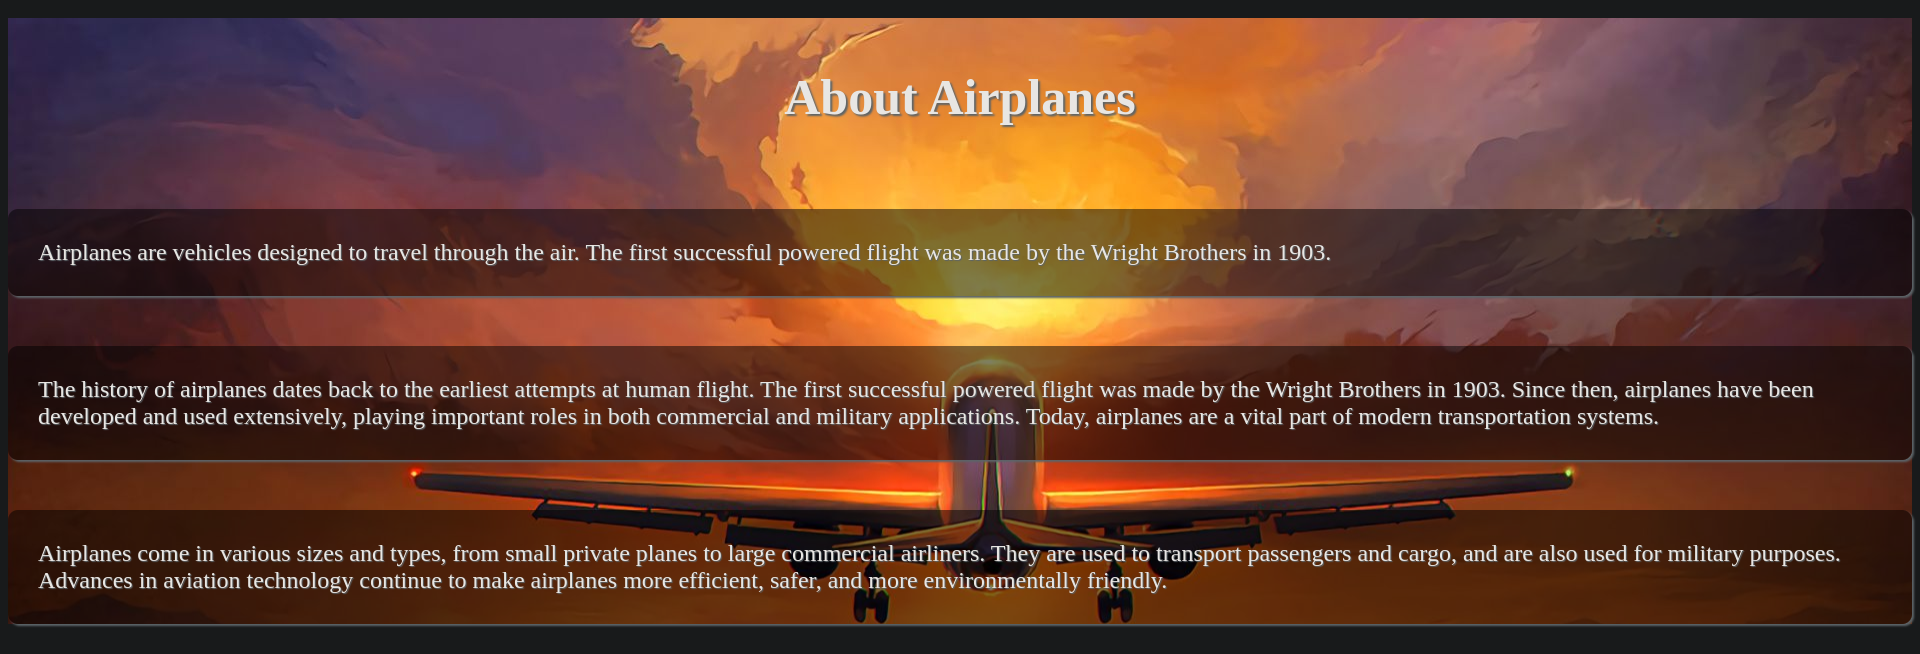 About Airplanes
Airplanes are vehicles designed to travel through the air. The first successful powered flight was made by the Wright Brothers in 1903.
The history of airplanes dates back to the earliest attempts at human flight. The first successful powered flight was made by the Wright Brothers in 1903. Since then, airplanes have been
developed and used extensively, playing important roles in both commercial and military applications. Today, airplanes are a vital part of modern transportation systems.
Airplanes come in various sizes and types, from small private planes to large commercial airliners. They are used to transport passengers and cargo, and are also used for military purposes.
Advances in aviation technology continue to make airplanes more efficient, safer, and more environmentally friendly.